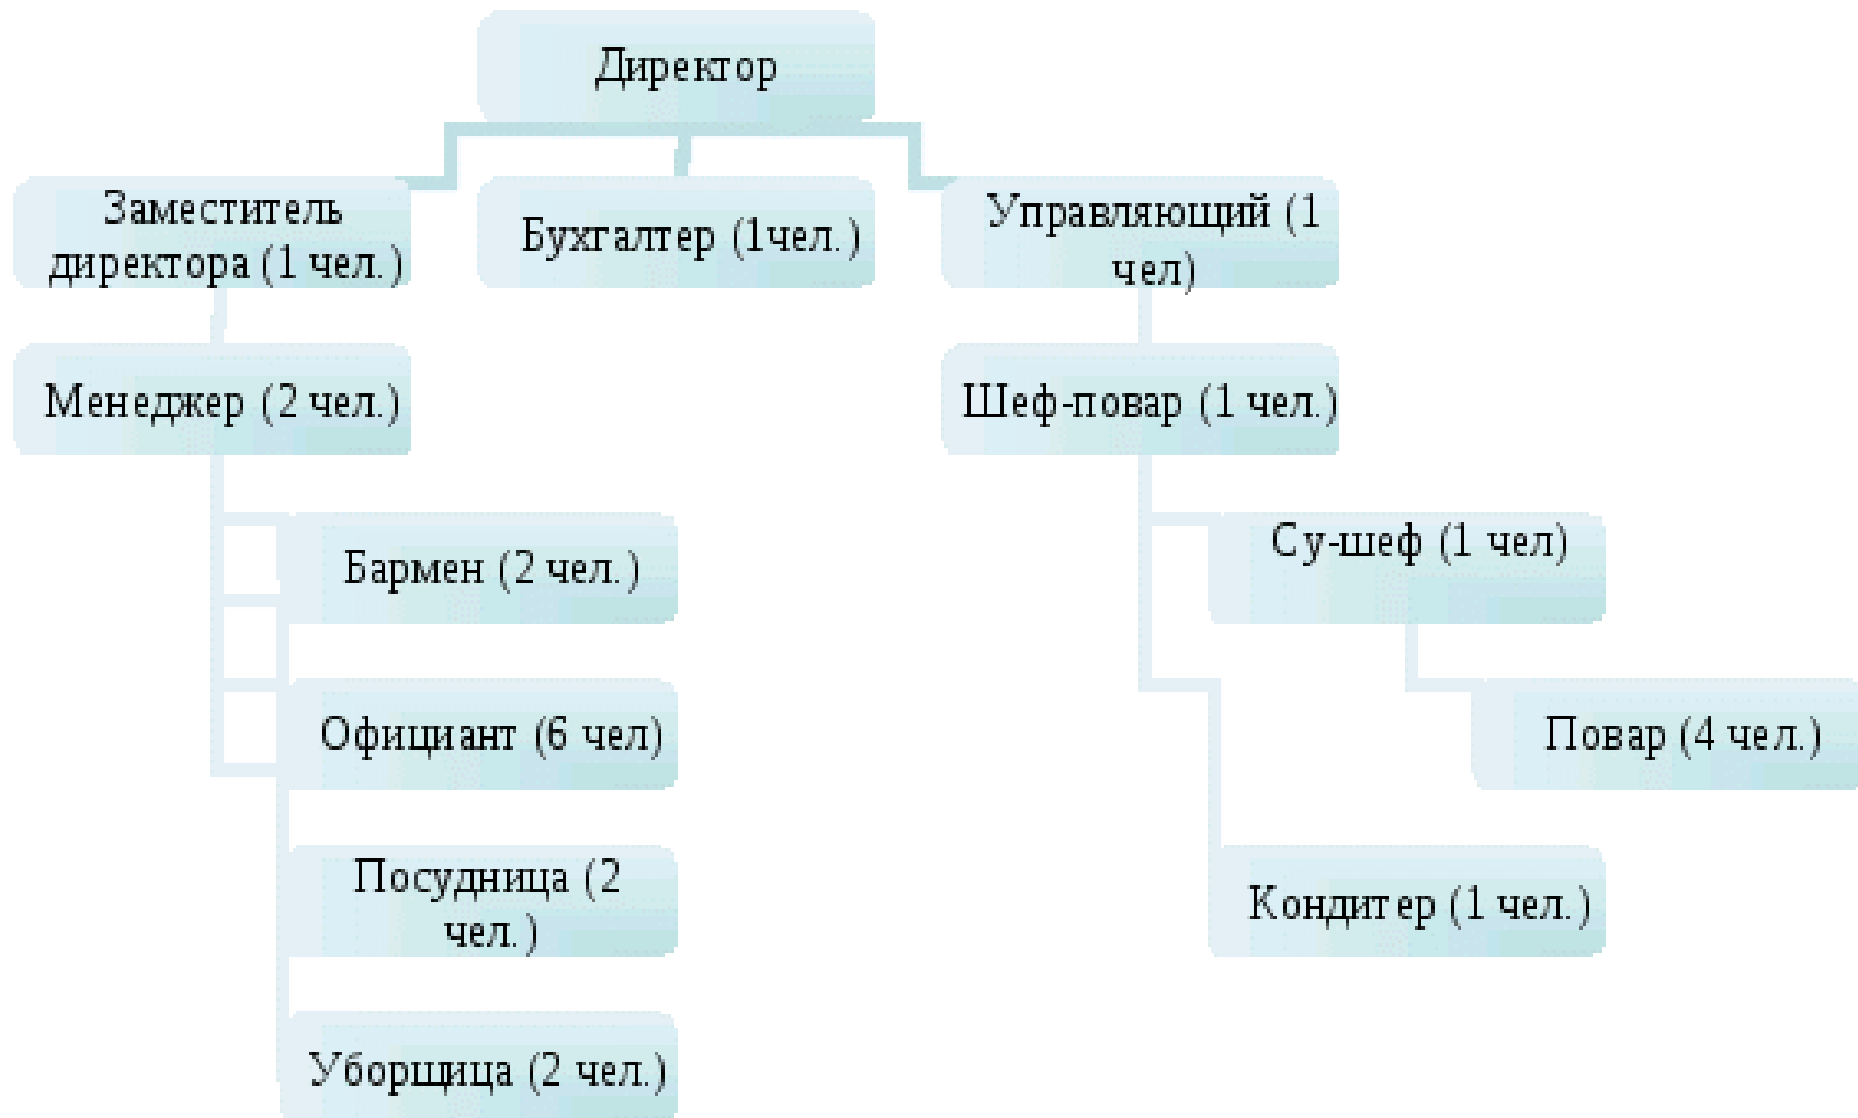 Директор
Заместитель
директора (1 чел.)
Бухгалтер (1чел.)
Управляющий (1
чел)
Менеджер (2 чел.)
Шеф-повар (1 чел.)
Бармен (2 чел.)
Су-шеф (1 чел)
Официант (6 чел)
Повар (4 чел.)
Посудница (2
чел.)
Кондитер (1 чел.)
Уборщица (2 чел.)